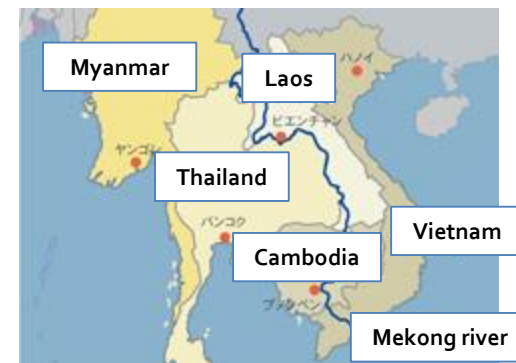 Myanmar
Laos
ハノイ
ビエンチャン
ヤンゴン
Thailand
バンコク
Vietnam
Cambodia
プノンペン
Mekong river